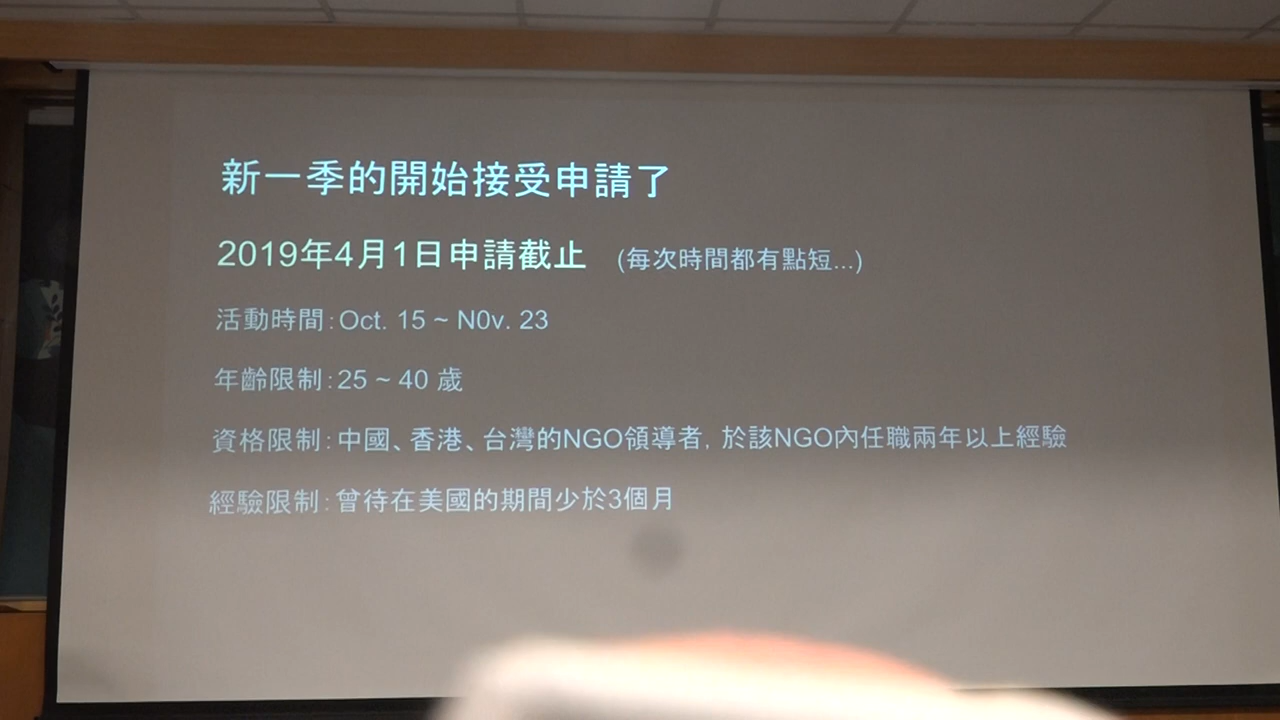 新一季的開始接受申請了
2019年4月1日申請截止 (每次時間都有點短...)
活動時間：Oct. 15 ~ N0v. 23
年齡限制：25 ~ 40 歲
資格限制：中國、香港、台灣的NGO領導者，於該NGO內任職兩年以上經驗
經驗限制：曾待在美國的期間少於3個月